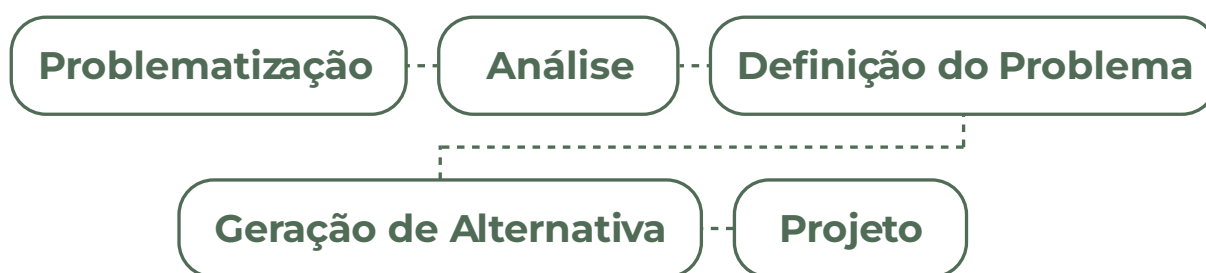 Problematização
Análise
Definição do Problema
Geração de Alternativa
Projeto